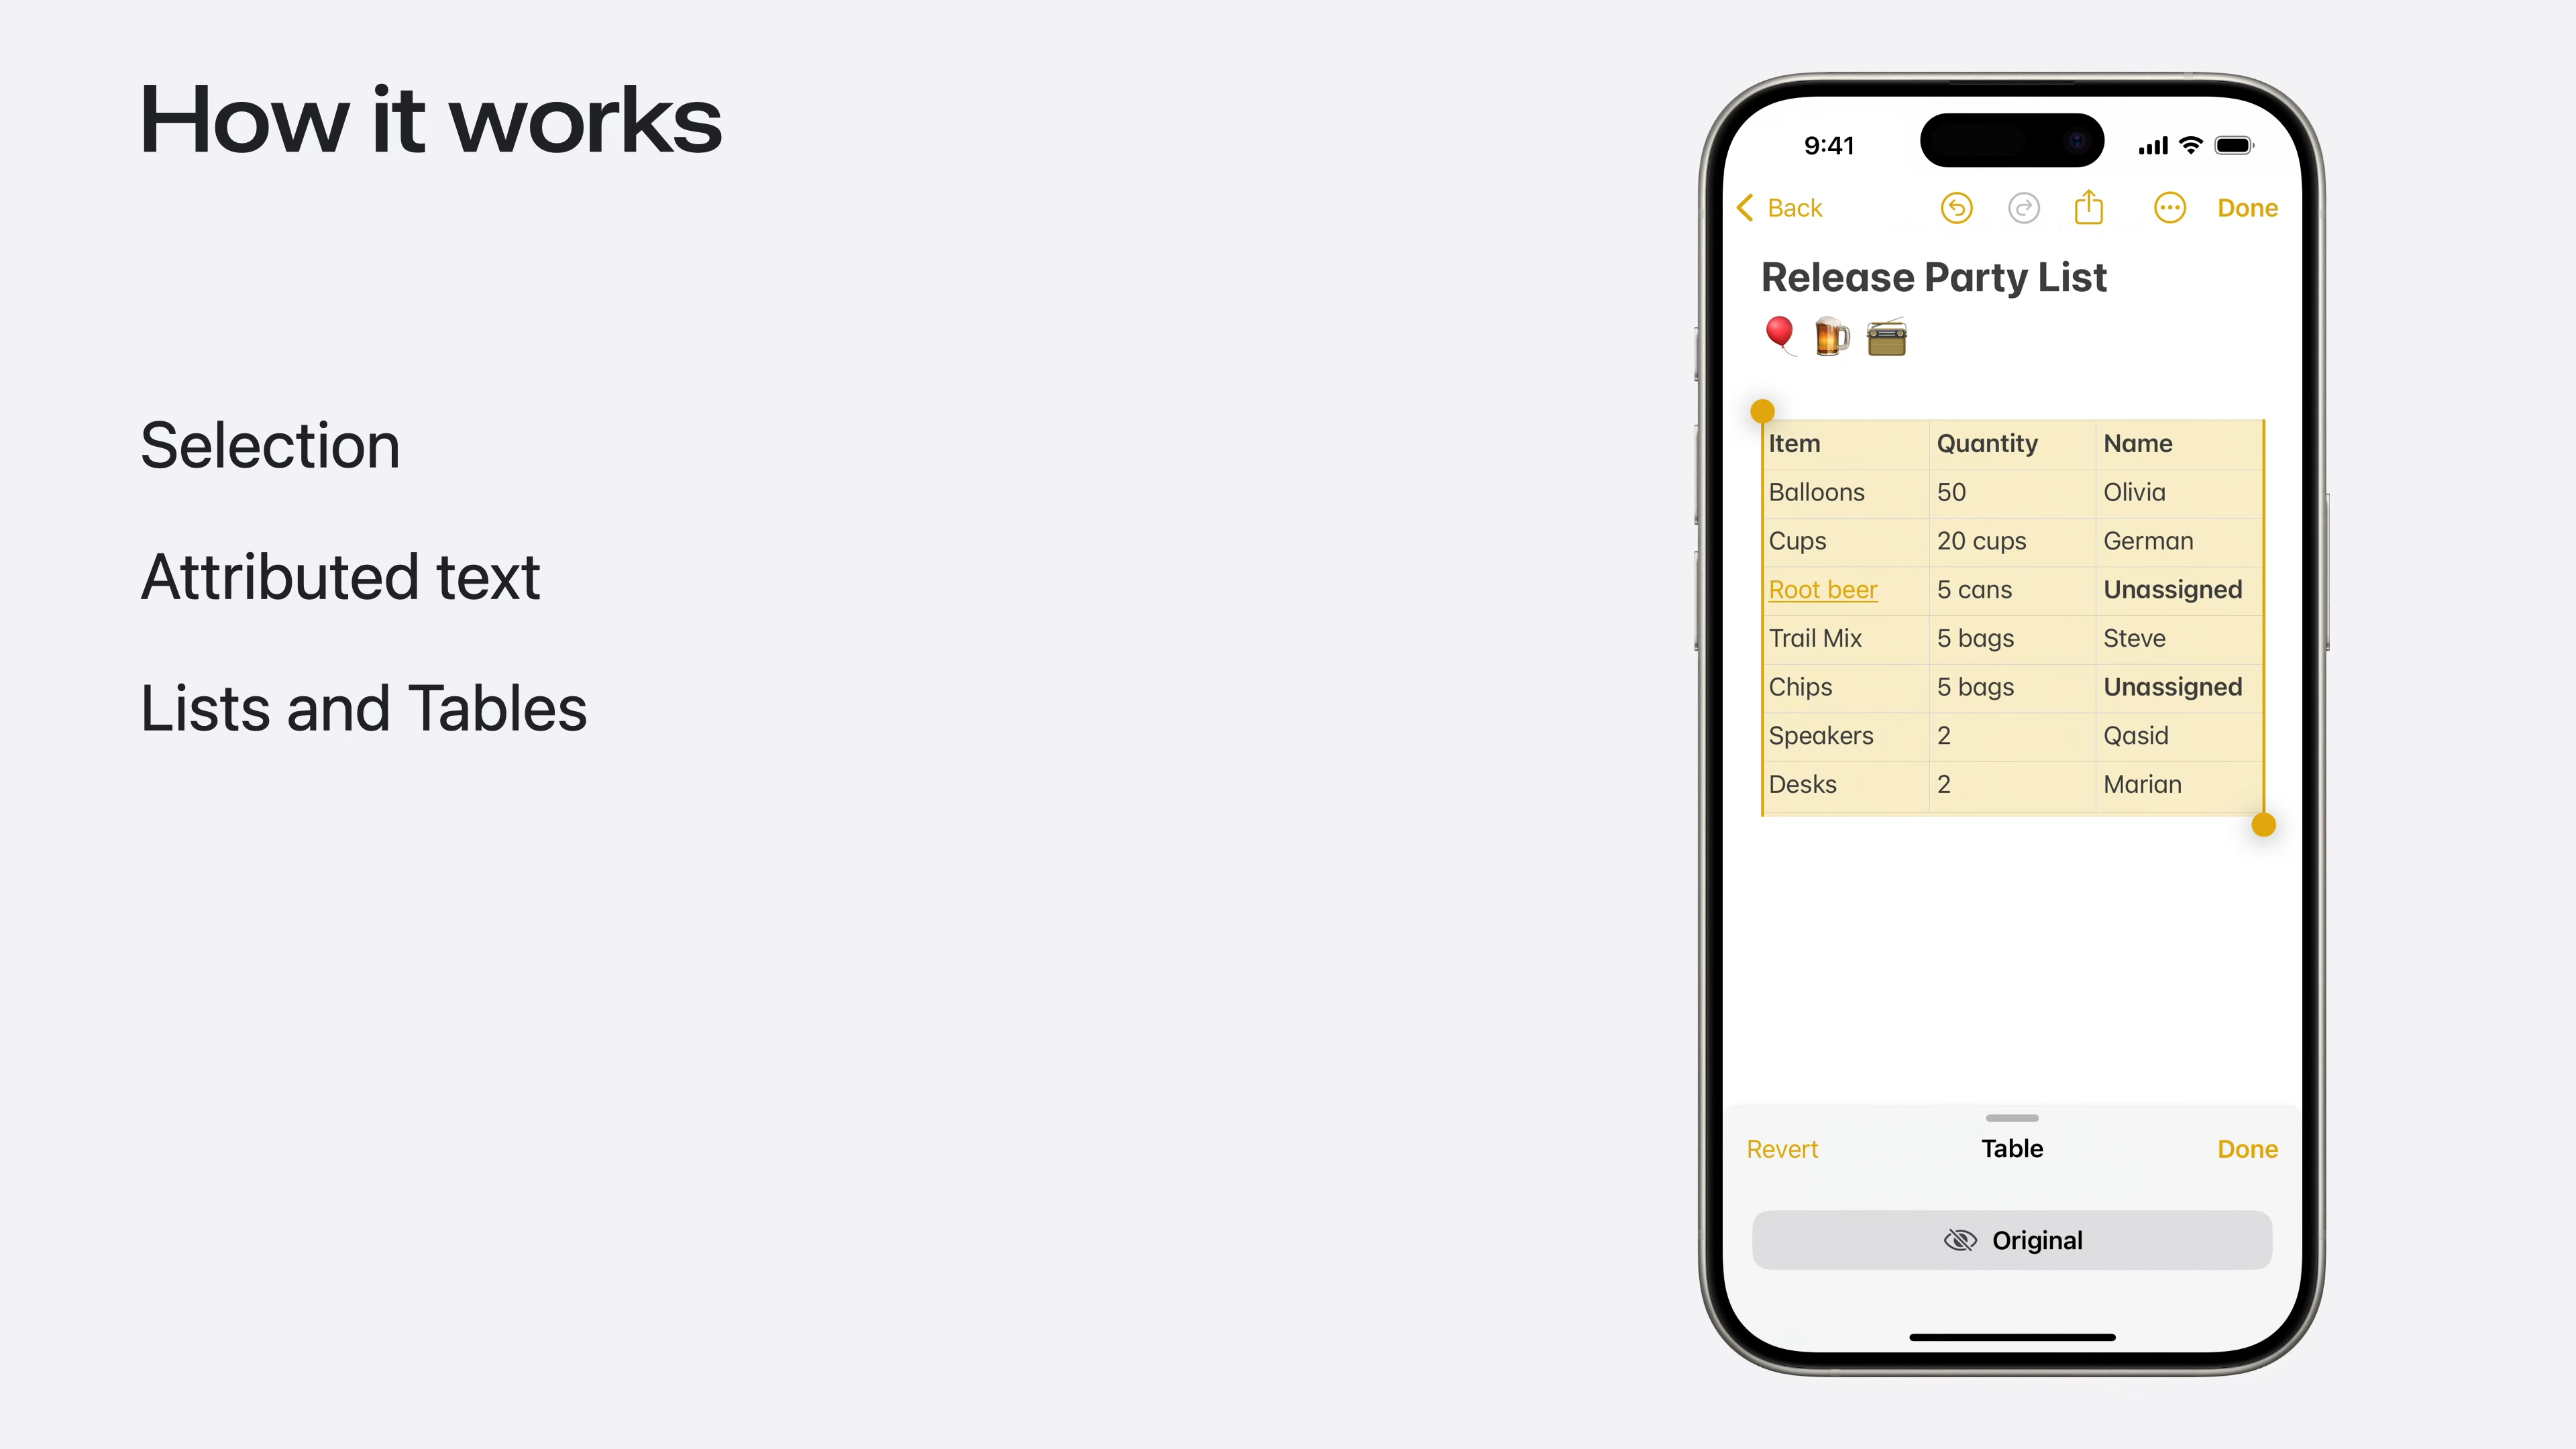 How it works
Selection
Attributed text
Lists and Tables
9:41
Back Done
Release Party List
Item Quantity Name
Balloons 50 Olivia
Cups 20 cups German
Root beer 5 cans Unassigned
Trail Mix 5 bags Steve
Chips 5 bags Unassigned
Speakers 2 Qasid
Desks 2 Marian
Revert Table Done
Original